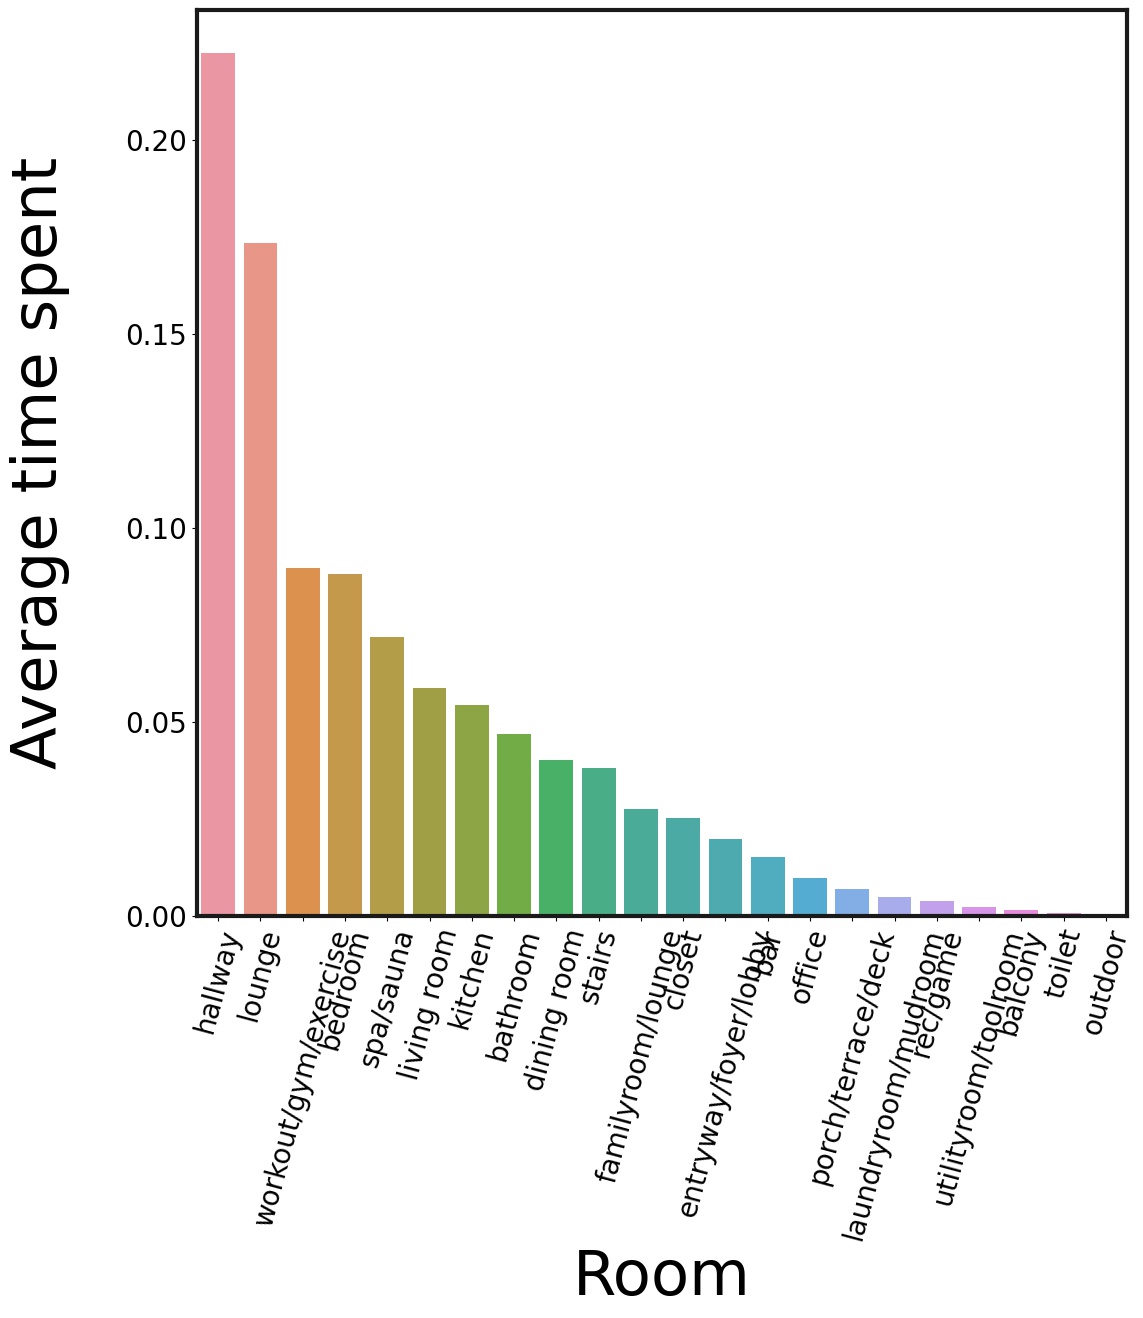 Average time spent
0.20
0.15
0.10
0.05
0.00
hallway
lounge
workout/gym/exercise
bedroom
spa/sauna
living room
kitchen
bathroom
dining room
stairs
familyroom/lounge
closet
entryway/foyer/lobby
bar
office
porch/terrace/deck
laundryroom/mudroom
rec/game
utilityroom/toolroom
balcony
toilet
outdoor
Room